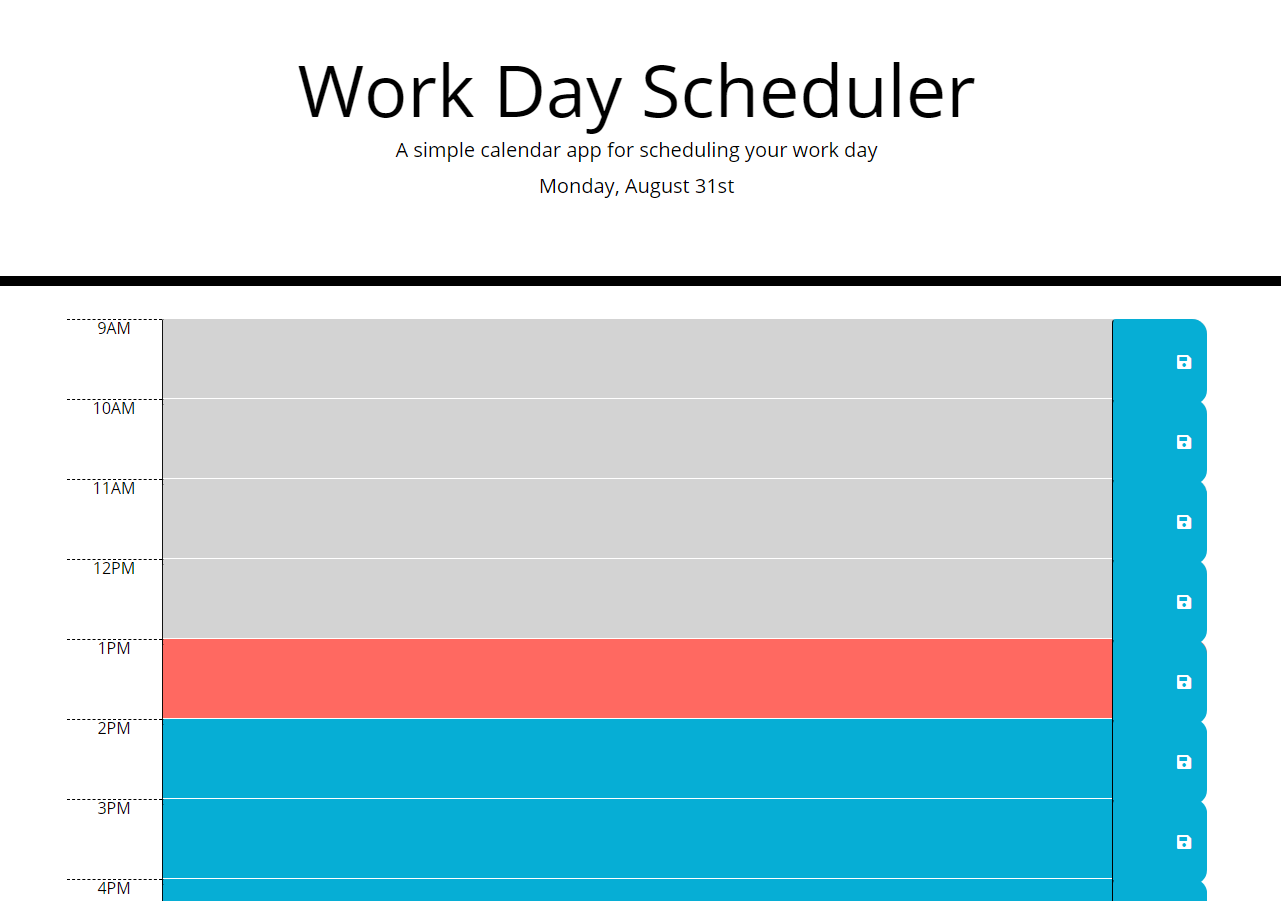 Work Day Scheduler
A simple calendar app for scheduling your work day
Monday, August 31st
9AM
10AM
11AM
12PM
1PM
2PM
3PM
4PM